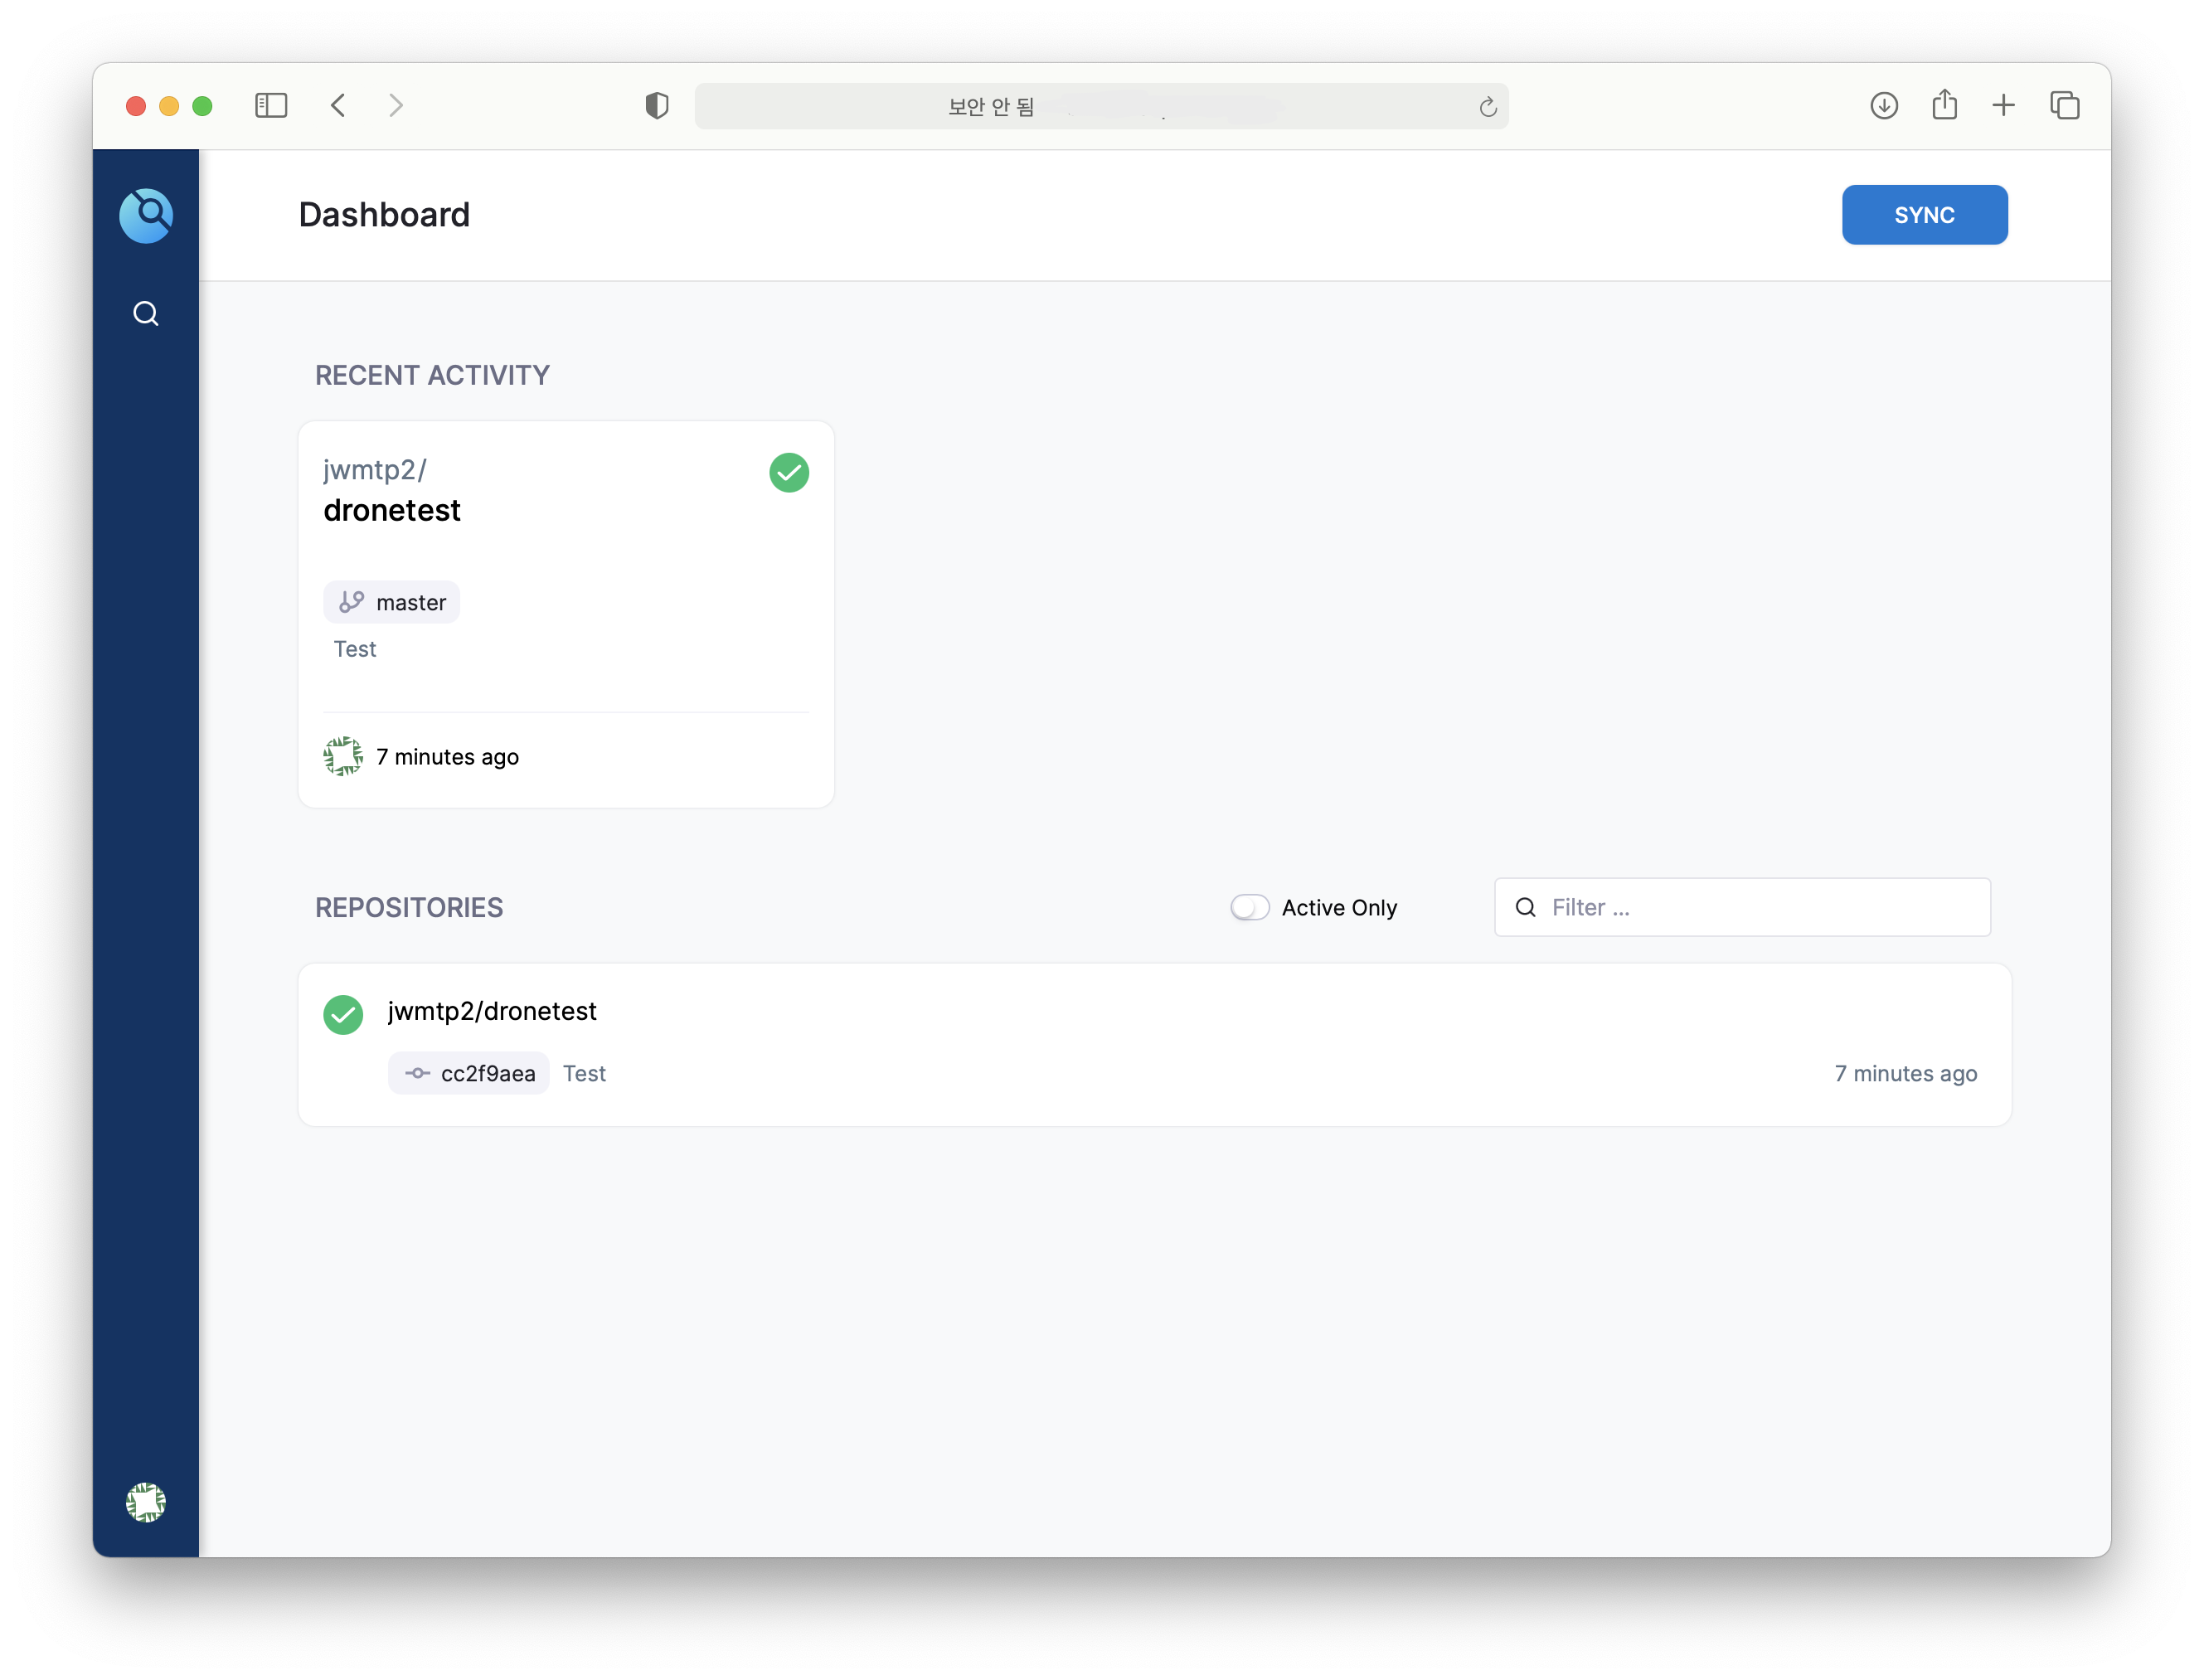 보안 안 됨
Dashboard
SYNC
RECENT ACTIVITY
jwmtp2/
dronetest
master
Test
7 minutes ago
REPOSITORIES
Active Only
Filter ...
jwmtp2/dronetest
cc2f9aea
Test
7 minutes ago